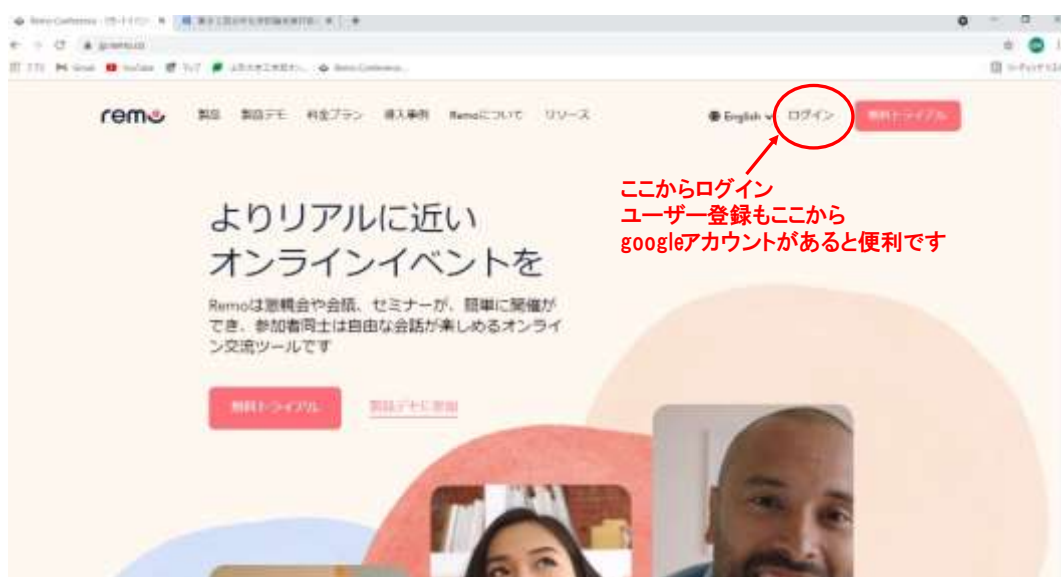 remo
製品 製品デモ 料金プラン 導入事例 Remoについて リソース
English
ログイン
無料トライアル
ここからログイン
ユーザー登録もここから
googleアカウントがあると便利です
よりリアルに近い
オンラインイベントを
Remoは懇親会や会議、セミナーが、簡単に開催が
でき、参加者同士は自由な会話が楽しめるオンライ
ン交流ツールです
無料トライアル
製品デモに参加